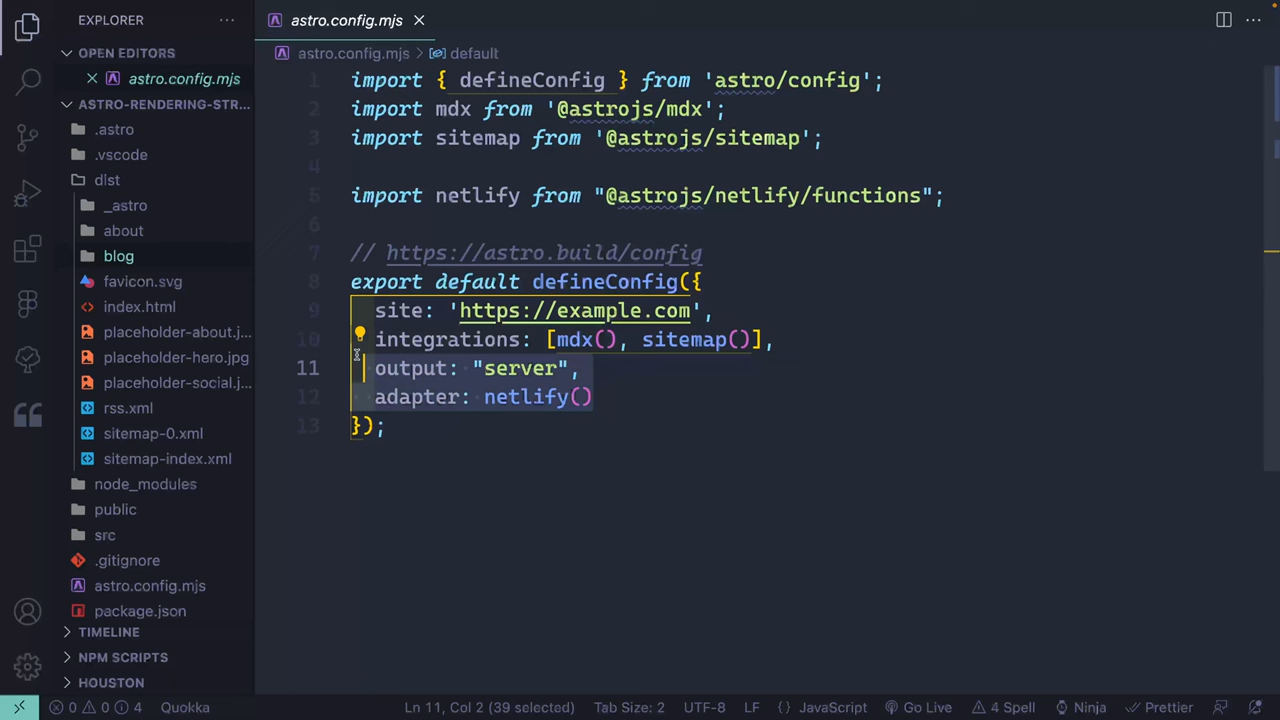 EXPLORER
OPEN EDITORS
astro.config.mjs
ASTRO-RENDERING-STR...
.astro
.vscode
dist
_astro
about
blog
favicon.svg
index.html
placeholder-about.j...
placeholder-hero.jpg
placeholder-social.j...
rss.xml
sitemap-0.xml
sitemap-index.xml
node_modules
public
src
.gitignore
astro.config.mjs
package.json
TIMELINE
NPM SCRIPTS
HOUSTON
astro.config.mjs
astro.config.mjs > default
1 import { defineConfig } from 'astro/config';
2 import mdx from '@astrojs/mdx';
3 import sitemap from '@astrojs/sitemap';
4
5 import netlify from "@astrojs/netlify/functions";
6
7 // https://astro.build/config
8 export default defineConfig({
9 site: 'https://example.com',
10 integrations: [mdx(), sitemap()],
11 output: "server",
12 adapter: netlify()
13 });
0 0 4 Quokka Ln 11, Col 2 (39 selected) Tab Size: 2 UTF-8 LF {} JavaScript Go Live 4 Spell Ninja Prettier